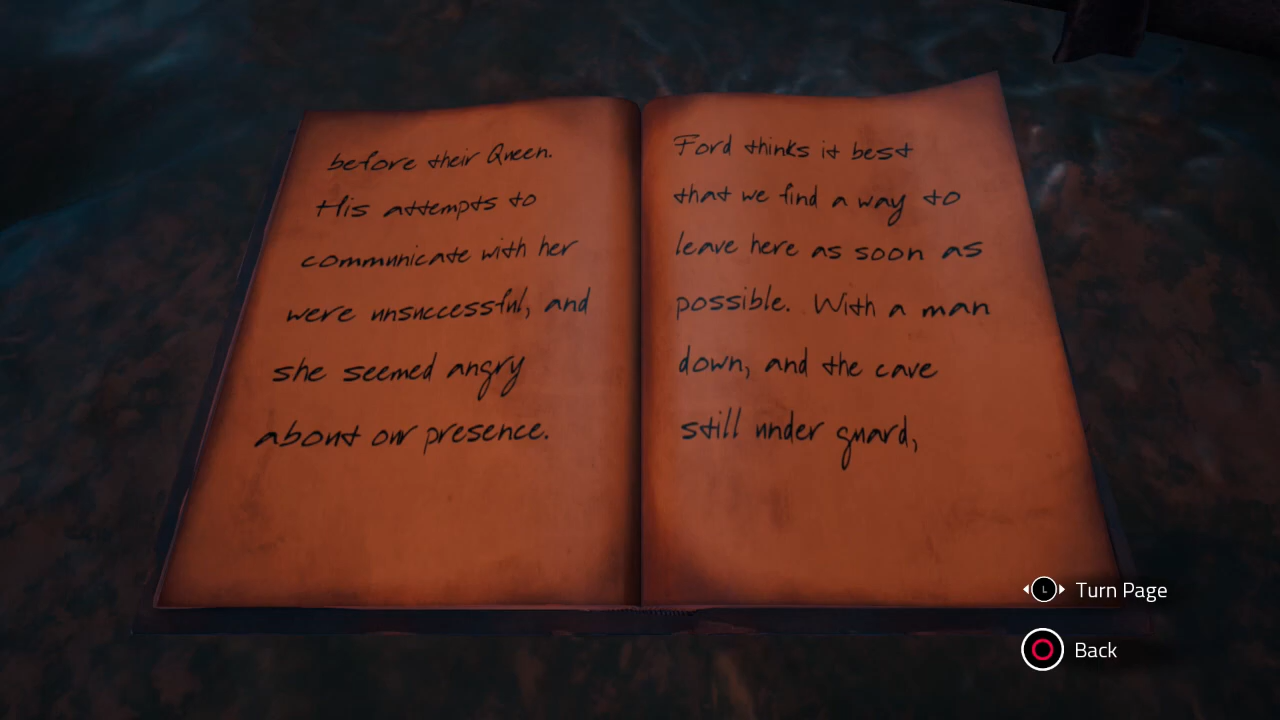 before their Queen.
His attempts to
communicate with her
were unsuccessful, and
she seemed angry
about our presence.
Ford thinks it best
that we find a way to
leave here as soon as
possible. With a man
down, and the cave
still under guard,
L Turn Page
Back